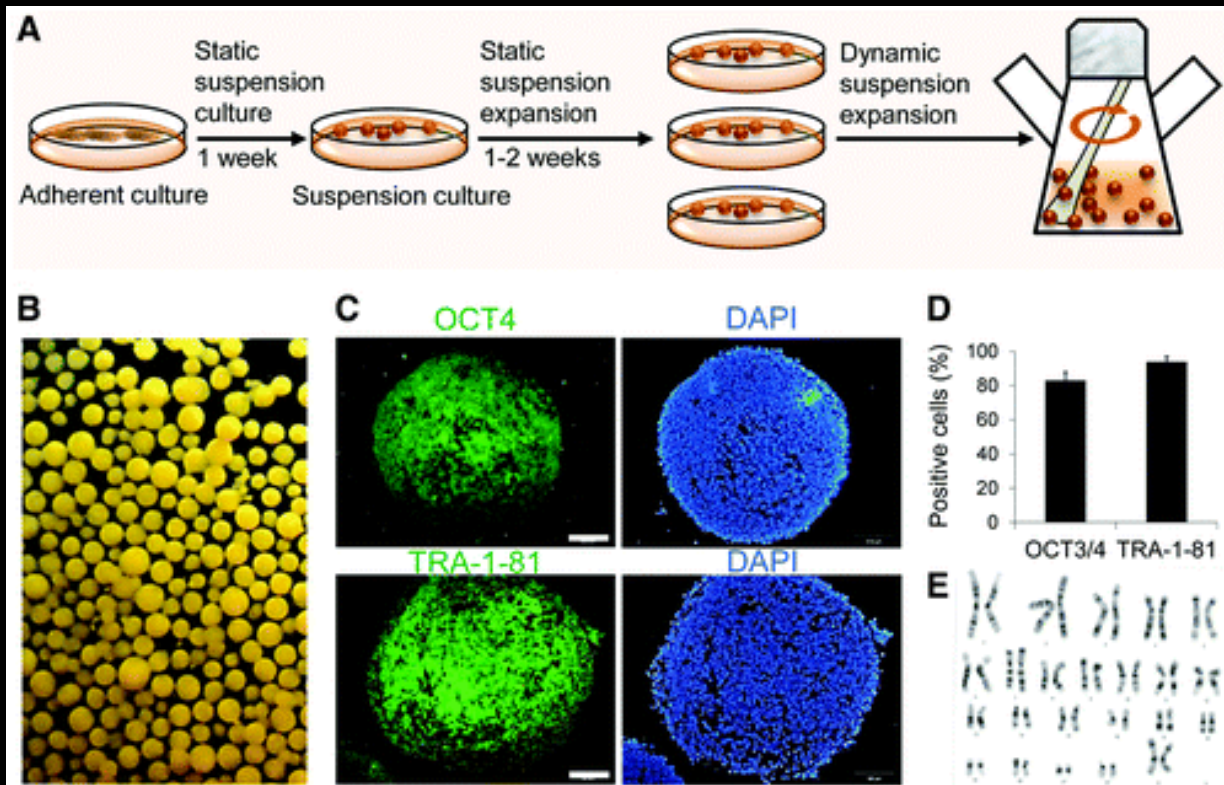 A
Static
suspension
culture
1 week
Adherent culture
Suspension culture
Static
suspension
expansion
1-2 weeks
Dynamic
suspension
expansion
B
C
OCT4
DAPI
TRA-1-81
DAPI
D
Positive cells (%)
100
80
60
40
20
0
OCT3/4 TRA-1-81
E